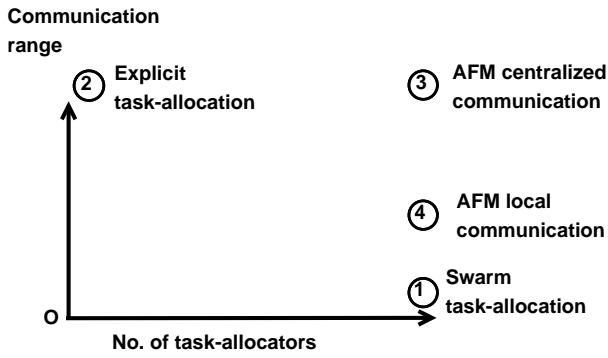 Communication
range
2 Explicit
task-allocation
3 AFM centralized
communication
4 AFM local
communication
1 Swarm
task-allocation
O
No. of task-allocators